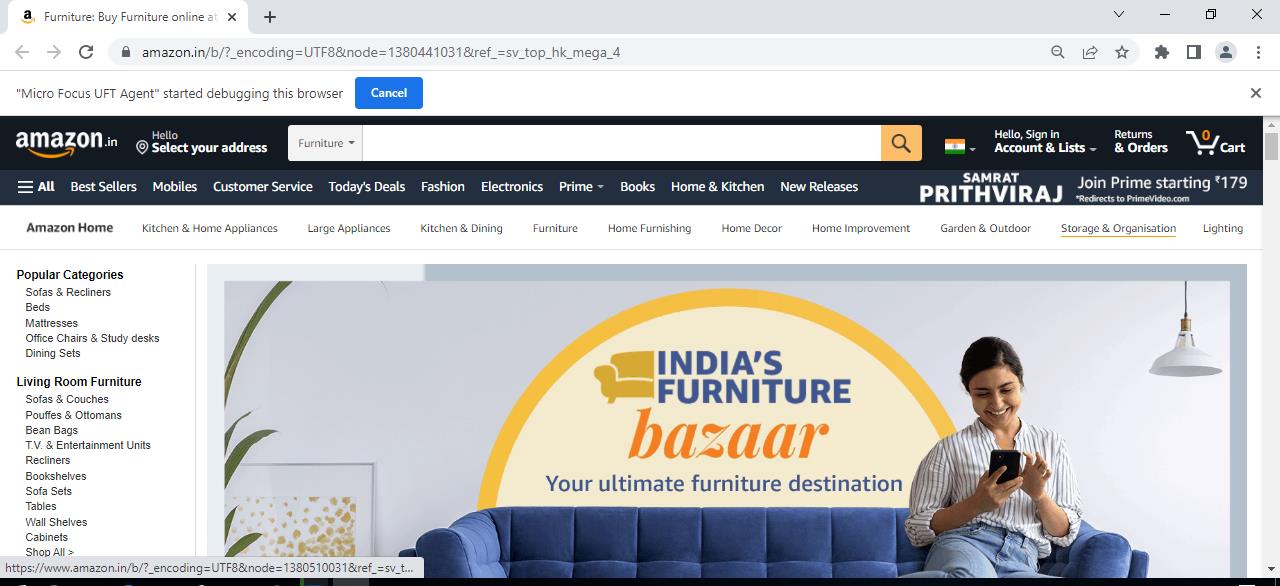 Furniture: Buy Furniture online at
amazon.in/b/?_encoding=UTF8&node=1380441031&ref_=sv_top_hk_mega_4
"Micro Focus UFT Agent" started debugging this browser
Cancel
amazon.in
Hello
Select your address
Furniture
Hello, Sign in
Account & Lists
Returns
& Orders
0
Cart
All
Best Sellers
Mobiles
Customer Service
Today's Deals
Fashion
Electronics
Prime
Books
Home & Kitchen
New Releases
SAMRAT
PRITHVIRAJ
Join Prime starting ₹179
*Redirects to PrimeVideo.com
Amazon Home
Kitchen & Home Appliances
Large Appliances
Kitchen & Dining
Furniture
Home Furnishing
Home Decor
Home Improvement
Garden & Outdoor
Storage & Organisation
Lighting
Popular Categories
Sofas & Recliners
Beds
Mattresses
Office Chairs & Study desks
Dining Sets
Living Room Furniture
Sofas & Couches
Pouffes & Ottomans
Bean Bags
T.V. & Entertainment Units
Recliners
Bookshelves
Sofa Sets
Tables
Wall Shelves
Cabinets
Shop All >
INDIA'S
FURNITURE
bazaar
Your ultimate furniture destination
https://www.amazon.in/b/?_encoding=UTF8&node=1380510031&ref_=sv_t...